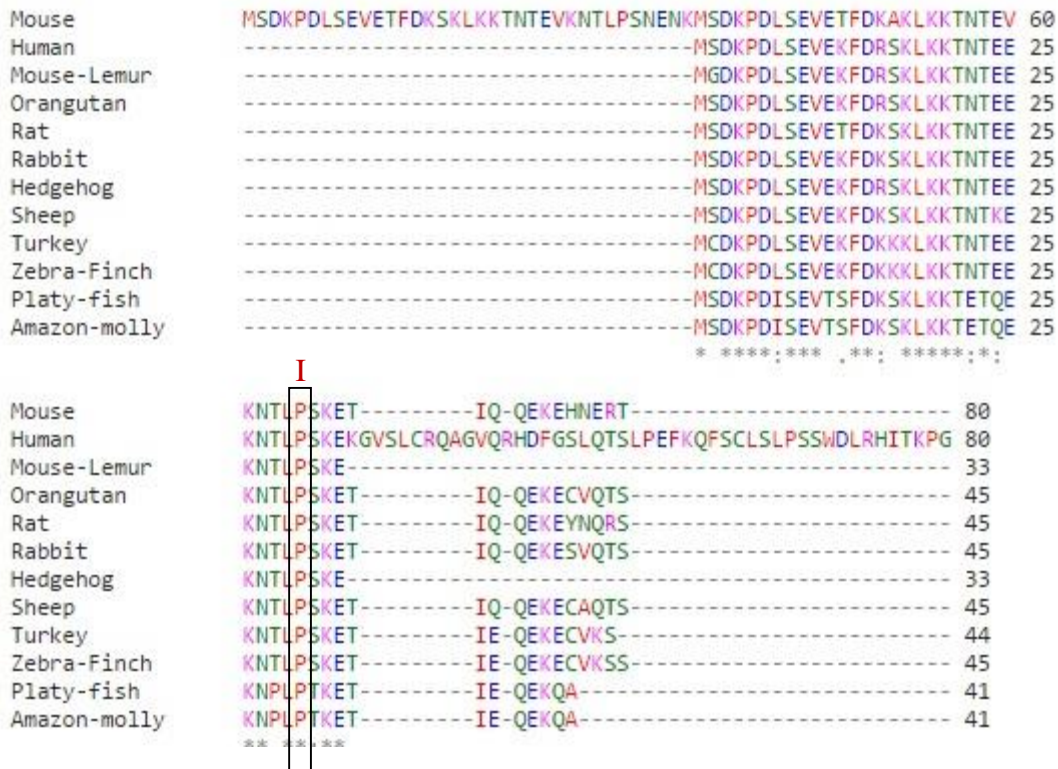 Mouse MSDKPDLSEVETFDKSKLKKTNTEVKNTLPSNENKMSDKPDLSEVETFDKAKLKKTNTEV 60
Human -----------------------------------MSDKPDLSEVEKFDRSKLKKTNTEE 25
Mouse-Lemur -----------------------------------MGDKPDLSEVEKFDRSKLKKTNTEE 25
Orangutan -----------------------------------MSDKPDLSEVEKFDRSKLKKTNTEE 25
Rat -----------------------------------MSDKPDLSEVETFDKSKLKKTNTEE 25
Rabbit -----------------------------------MSDKPDLSEVEKFDKSKLKKTNTEE 25
Hedgehog -----------------------------------MSDKPDLSEVEKFDRSKLKKTNTEE 25
Sheep -----------------------------------MSDKPDLSEVEKFDKSKLKKTNTKE 25
Turkey -----------------------------------MCDKPDLSEVEKFDKKKLKKTNTEE 25
Zebra-Finch -----------------------------------MCDKPDLSEVEKFDKKKLKKTNTEE 25
Platy-fish -----------------------------------MSDKPDISEVTSFDKSKLKKTETQE 25
Amazon-molly -----------------------------------MSDKPDISEVTSFDKSKLKKTETQE 25
* ****:*** .**: *****:*:
I
Mouse KNTLPSKET---------IQ-QEKEHNERT------------------------- 80
Human KNTLPSKEKGVSLCRQAGVQRHDFGSLQTSLPEFKQFSCLSLPSSWDLRHITKPG 80
Mouse-Lemur KNTLPSKE----------------------------------------------- 33
Orangutan KNTLPSKET---------IQ-QEKECVQTS------------------------- 45
Rat KNTLPSKET---------IQ-QEKEYNQRS------------------------- 45
Rabbit KNTLPSKET---------IQ-QEKESVQTS------------------------- 45
Hedgehog KNTLPSKE----------------------------------------------- 33
Sheep KNTLPSKET---------IQ-QEKECAQTS------------------------- 45
Turkey KNTLPSKET---------IE-QEKECVKS-------------------------- 44
Zebra-Finch KNTLPSKET---------IE-QEKECVKSS------------------------- 45
Platy-fish KNPLPTKET---------IE-QEKQA----------------------------- 41
Amazon-molly KNPLPTKET---------IE-QEKQA----------------------------- 41
** **:**